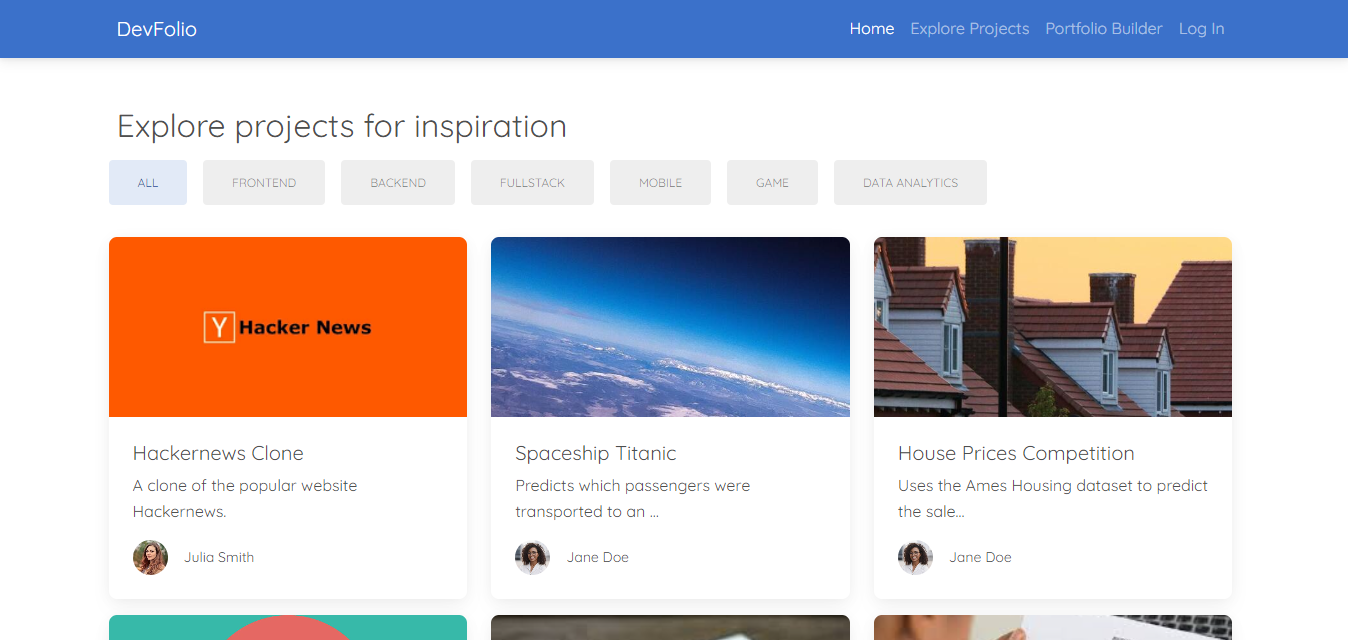 DevFolio
Home Explore Projects Portfolio Builder Log In
Explore projects for inspiration
ALL FRONTEND BACKEND FULLSTACK MOBILE GAME DATA ANALYTICS
Y Hacker News
Hackernews Clone
A clone of the popular website
Hackernews.
Julia Smith
Spaceship Titanic
Predicts which passengers were
transported to an ...
Jane Doe
House Prices Competition
Uses the Ames Housing dataset to predict
the sale...
Jane Doe